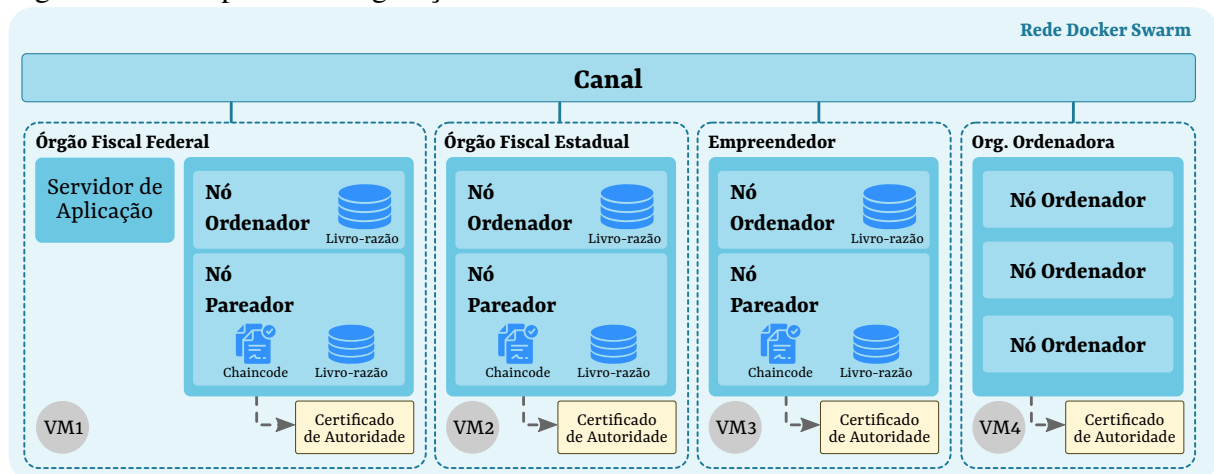 Rede Docker Swarm
Canal
Órgão Fiscal Federal
Servidor de
Aplicação
Nó
Ordenador
Livro-razão
Nó
Pareador
Chaincode
Livro-razão
VM1
Certificado
de Autoridade
Órgão Fiscal Estadual
Nó
Ordenador
Livro-razão
Nó
Pareador
Chaincode
Livro-razão
VM2
Certificado
de Autoridade
Empreendedor
Nó
Ordenador
Livro-razão
Nó
Pareador
Chaincode
Livro-razão
VM3
Certificado
de Autoridade
Org. Ordenadora
Nó Ordenador
Nó Ordenador
Nó Ordenador
VM4
Certificado
de Autoridade